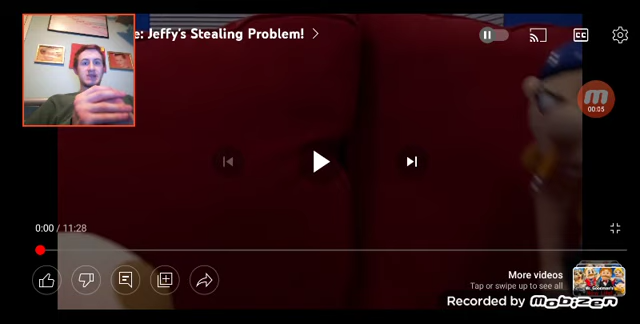 e: Jeffy's Stealing Problem!
CC
00:05
0:00 / 11:28
More videos
Tap or swipe up to see all
Recorded by Mobizen